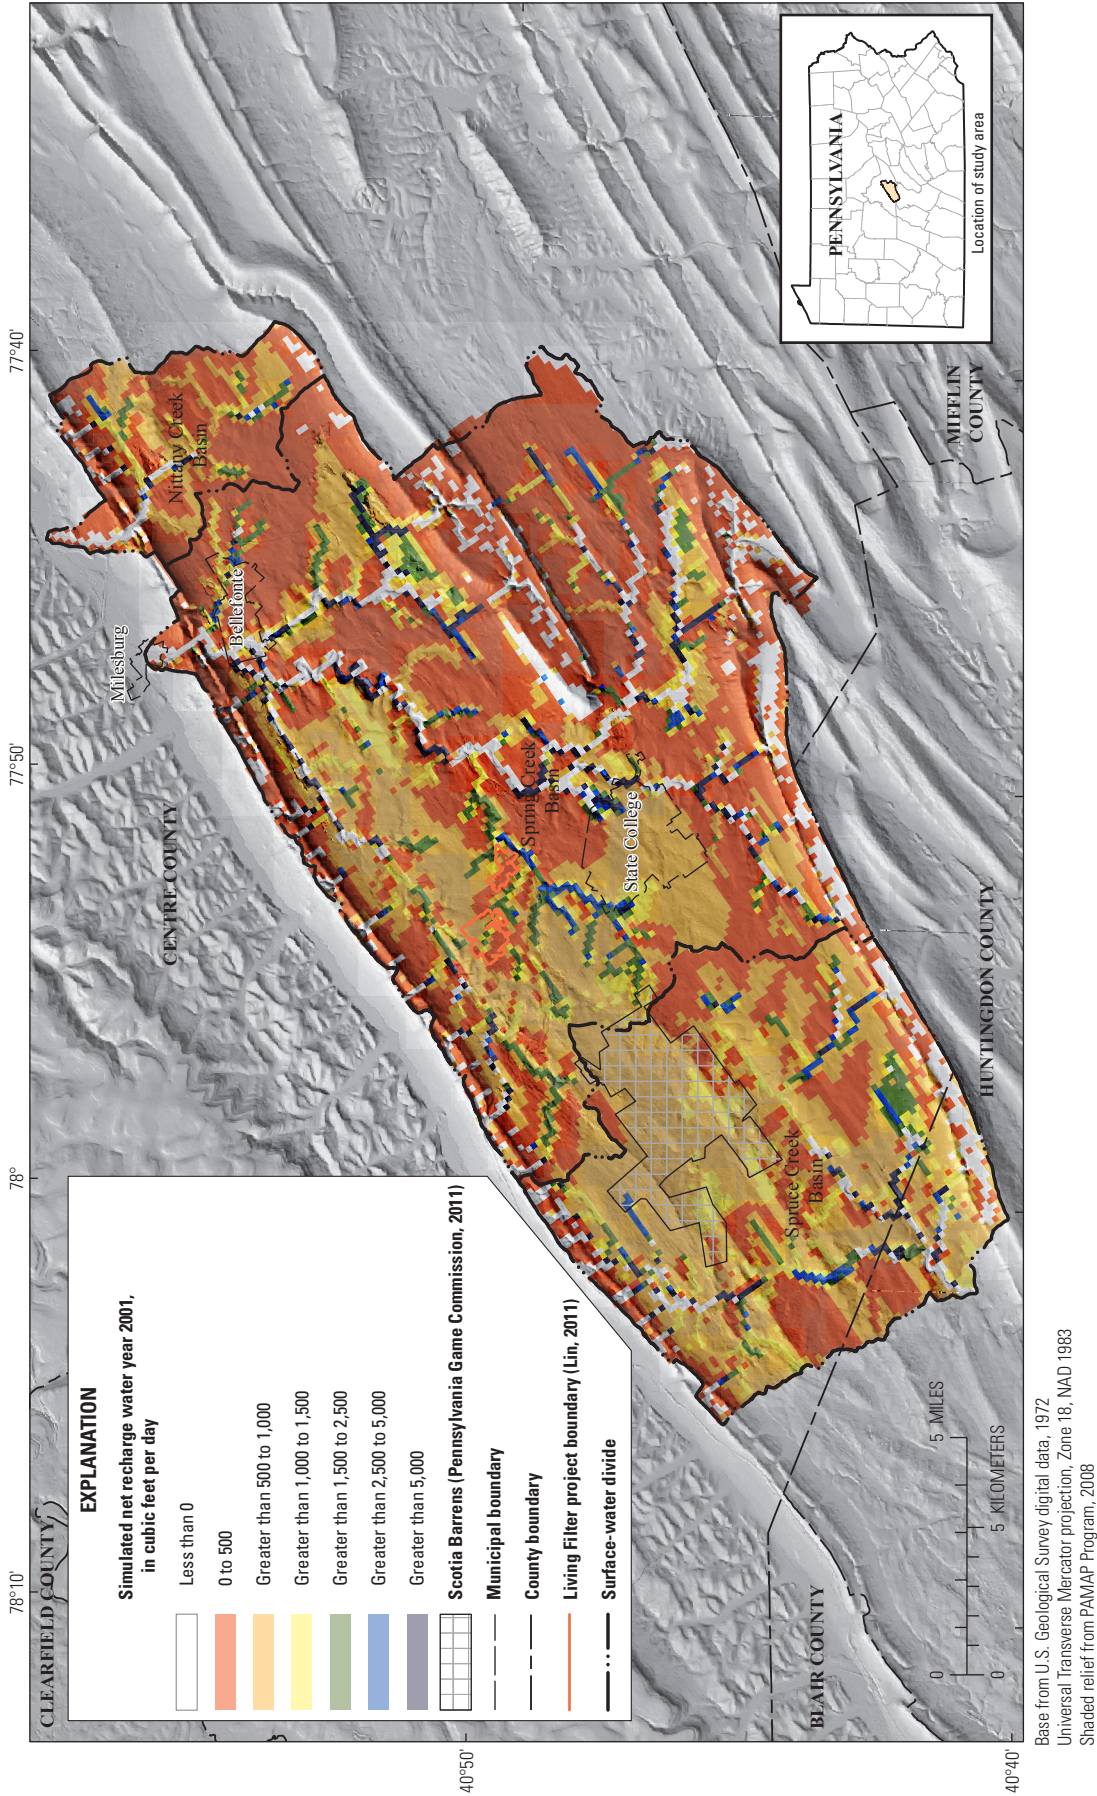 CLEARFIELD COUNTY
EXPLANATION
Simulated net recharge water year 2001,
in cubic feet per day
Less than 0
0 to 500
Greater than 500 to 1,000
Greater than 1,000 to 1,500
Greater than 1,500 to 2,500
Greater than 2,500 to 5,000
Greater than 5,000
Scotia Barrens (Pennsylvania Game Commission, 2011)
Municipal boundary
County boundary
Living Filter project boundary (Lin, 2011)
Surface-water divide
78°10'
78°
77°50'
77°40'
40°50'
40°40'
CENTRE COUNTY
Milesburg
Bellefonte
Nittany Creek
Basin
Spring Creek
Basin
State College
Spruce Creek
Basin
BLAIR COUNTY
HUNTINGDON COUNTY
MIFFLIN
COUNTY
0 5 MILES
0 5 KILOMETERS
PENNSYLVANIA
Location of study area
Base from U.S. Geological Survey digital data, 1972
Universal Transverse Mercator projection, Zone 18, NAD 1983
Shaded relief from PAMAP Program, 2008